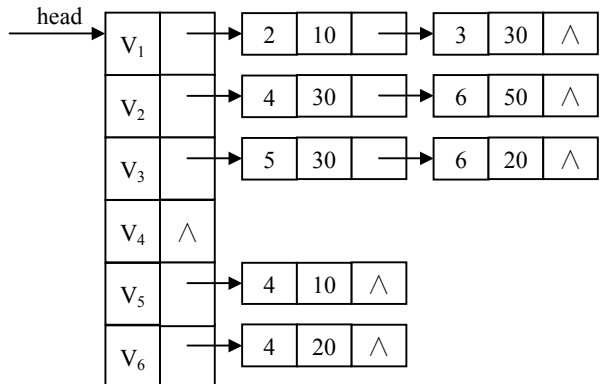 head
V₁ 2 10 3 30 ∧
V₂ 4 30 6 50 ∧
V₃ 5 30 6 20 ∧
V₄ ∧
V₅ 4 10 ∧
V₆ 4 20 ∧